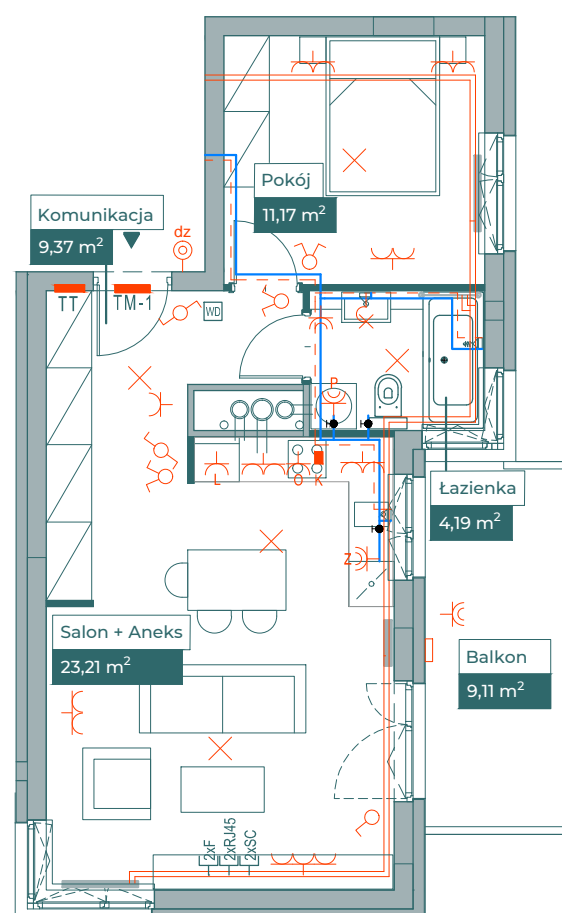 Pokój
11,17 m²
Komunikacja
9,37 m²
dz
TT
TM-1
WD
P
L
O
K
Łazienka
4,19 m²
Z
Salon + Aneks
23,21 m²
Balkon
9,11 m²
2xF
2xRJ45
2xSC